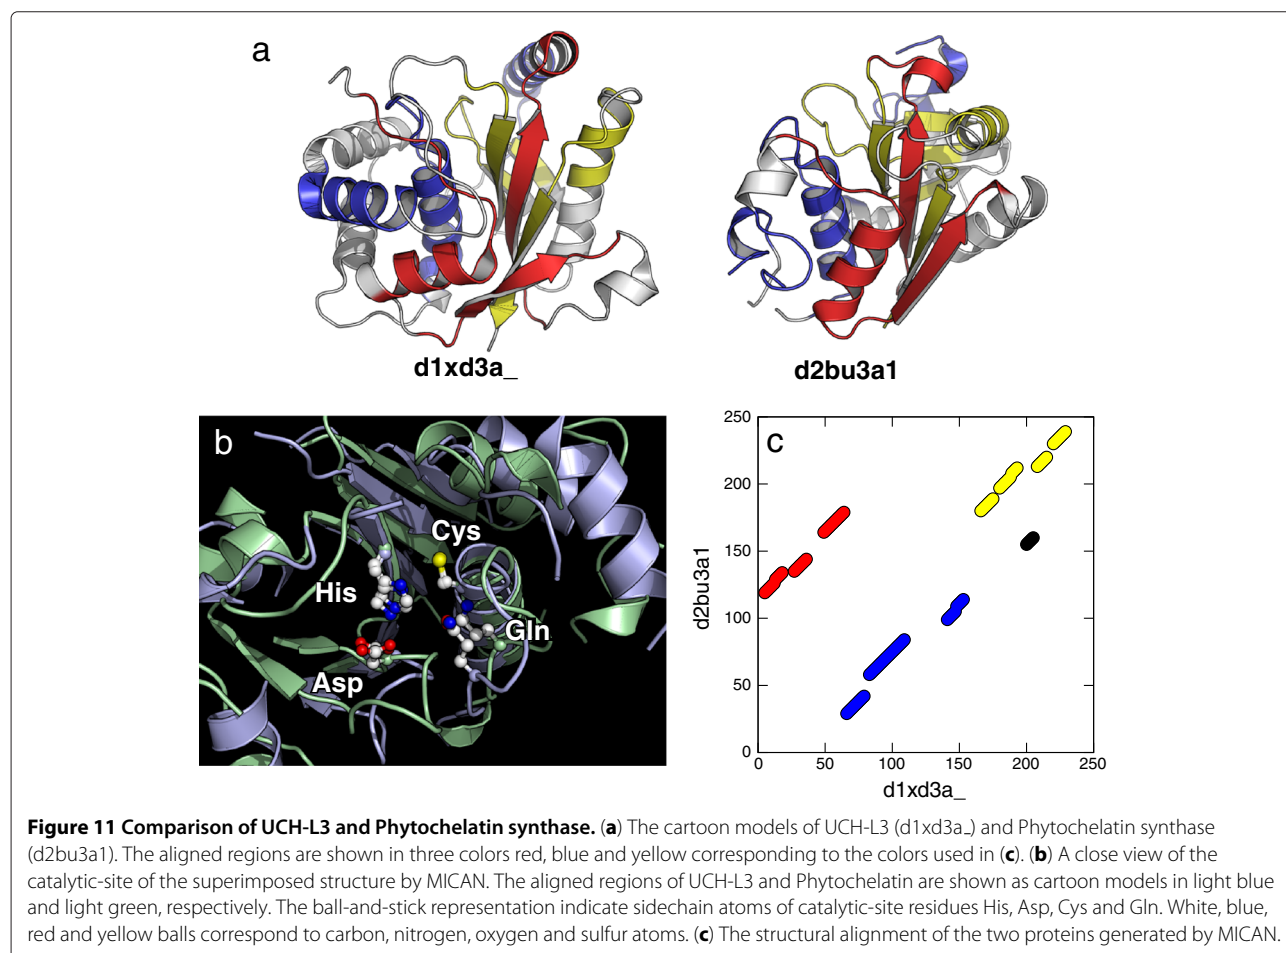 a
d1xd3a_
d2bu3a1
b
Cys
His
Gln
Asp
c
250
200
150
100
50
0
d2bu3a1
0 50 100 150 200 250
d1xd3a_
Figure 11 Comparison of UCH-L3 and Phytochelatin synthase. (a) The cartoon models of UCH-L3 (d1xd3a_) and Phytochelatin synthase
(d2bu3a1). The aligned regions are shown in three colors red, blue and yellow corresponding to the colors used in (c). (b) A close view of the
catalytic-site of the superimposed structure by MICAN. The aligned regions of UCH-L3 and Phytochelatin are shown as cartoon models in light blue
and light green, respectively. The ball-and-stick representation indicate sidechain atoms of catalytic-site residues His, Asp, Cys and Gln. White, blue,
red and yellow balls correspond to carbon, nitrogen, oxygen and sulfur atoms. (c) The structural alignment of the two proteins generated by MICAN.